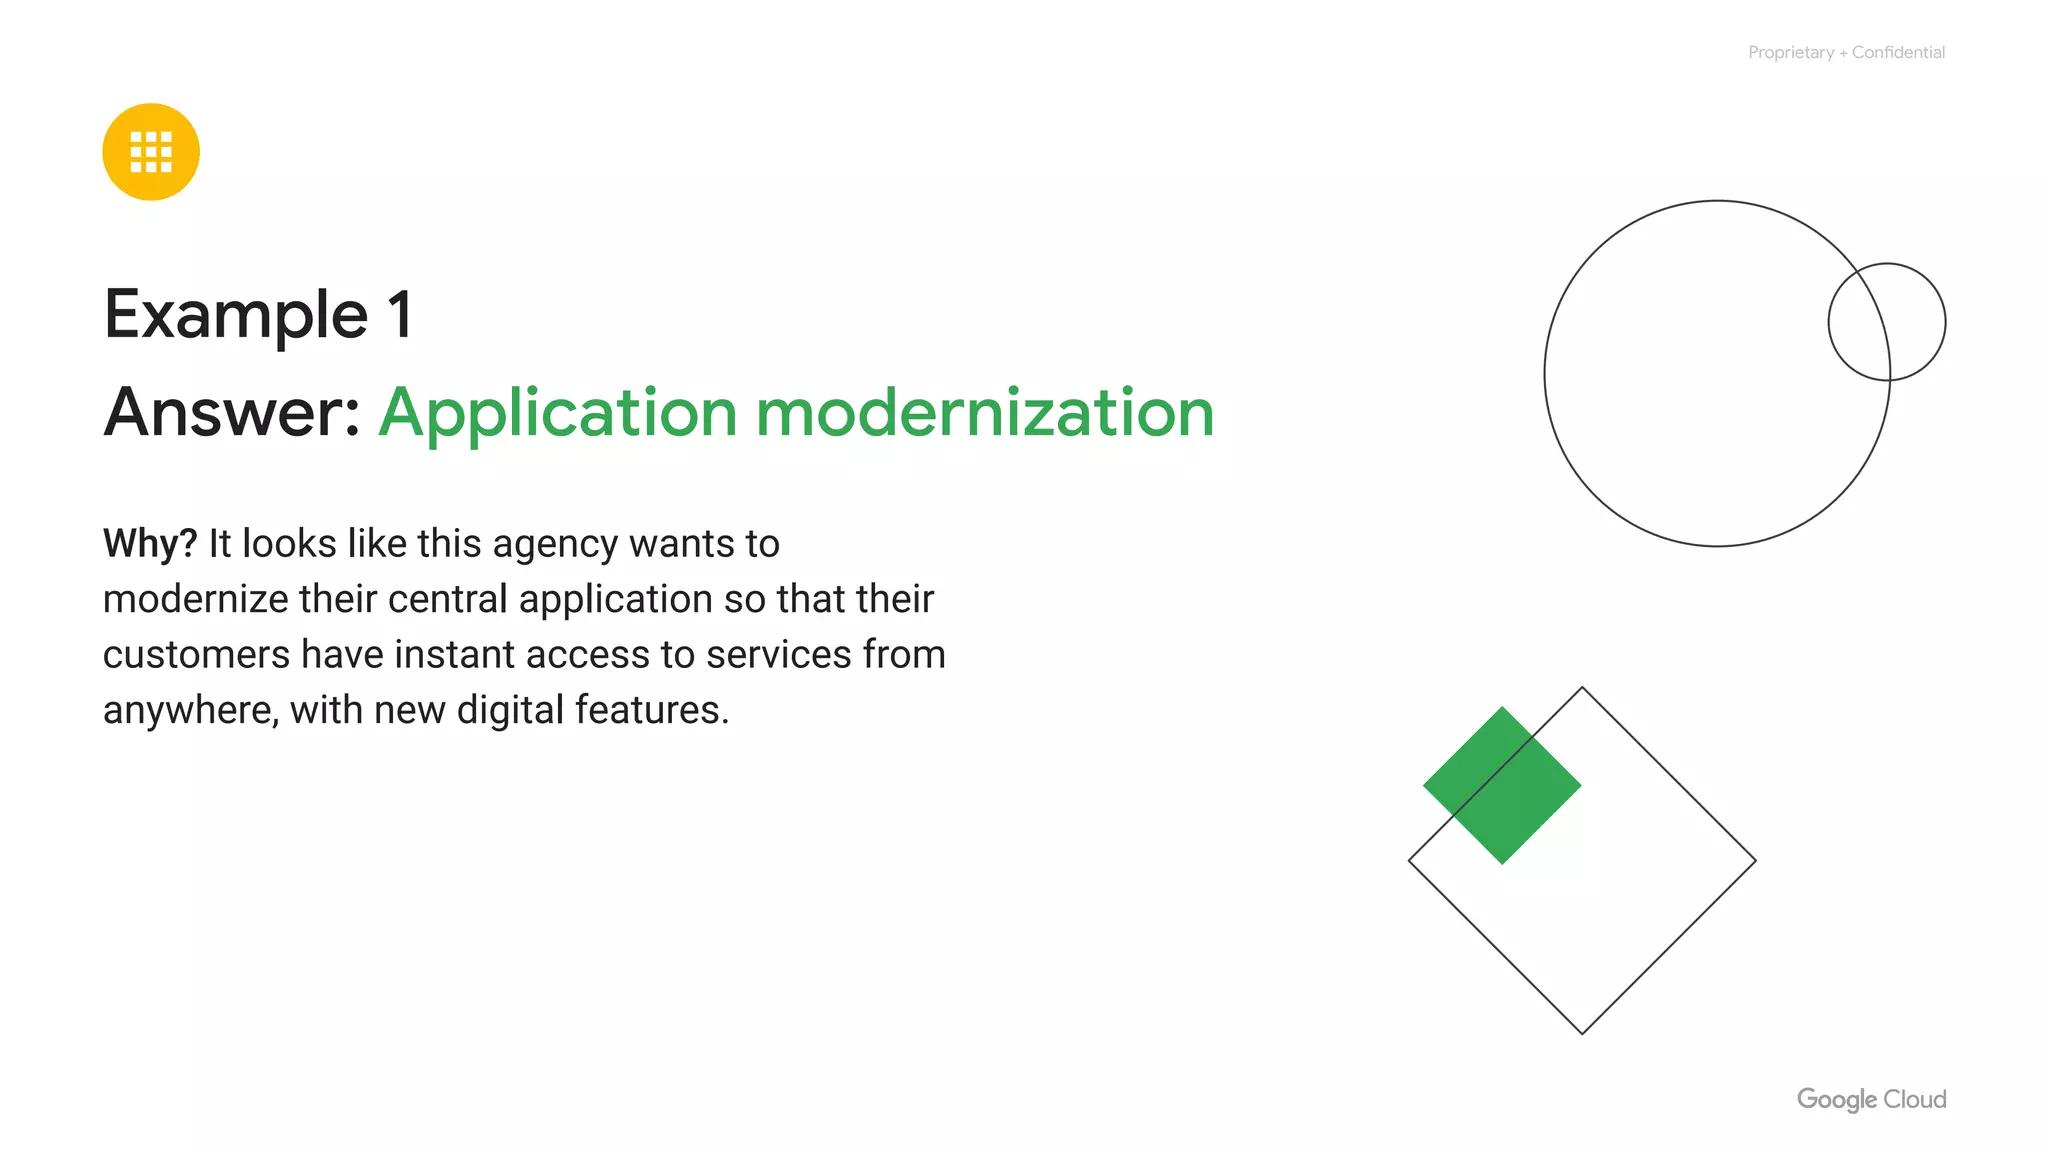 Proprietary + Confidential
Example 1
Answer: Application modernization
Why? It looks like this agency wants to
modernize their central application so that their
customers have instant access to services from
anywhere, with new digital features.
Google Cloud